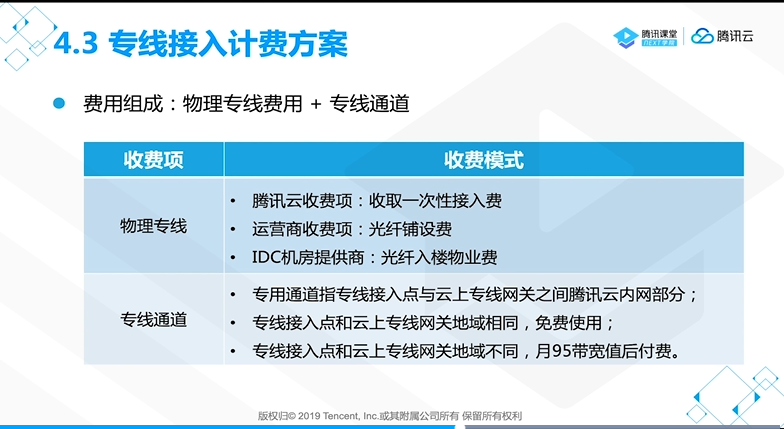 4.3 专线接入计费方案
腾讯课堂
NEXT学院
腾讯云
费用组成：物理专线费用 + 专线通道
收费项
收费模式
物理专线
• 腾讯云收费项：收取一次性接入费
• 运营商收费项：光纤铺设费
• IDC机房提供商：光纤入楼物业费
专线通道
• 专用通道指专线接入点与云上专线网关之间腾讯云内网部分；
• 专线接入点和云上专线网关地域相同，免费使用；
• 专线接入点和云上专线网关地域不同，月95带宽值后付费。
版权归© 2019 Tencent, Inc.或其附属公司所有 保留所有权利